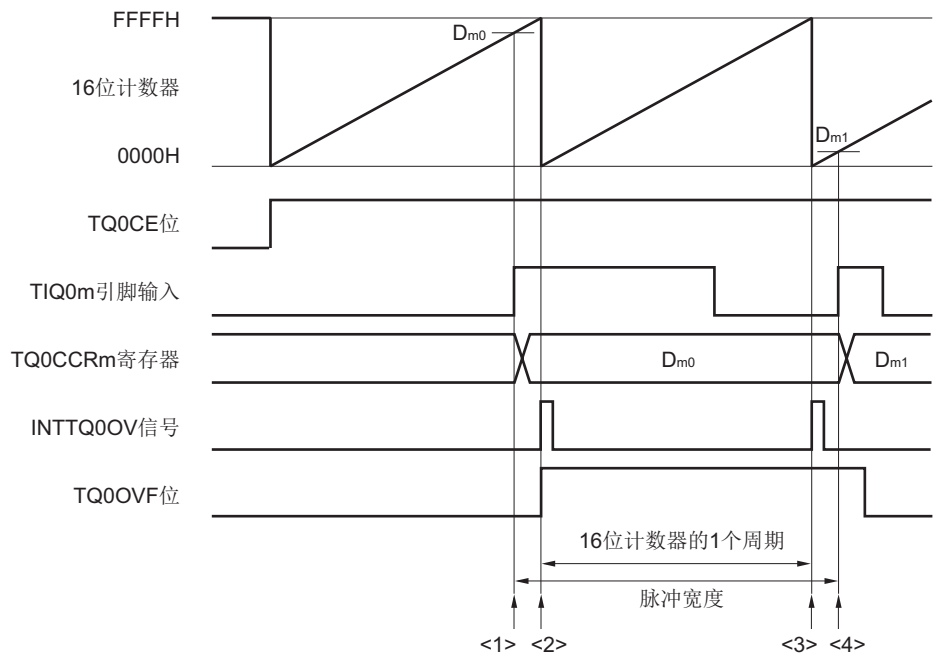 FFFFH
Dm0
16位计数器
Dm1
0000H
TQ0CE位
TIQ0m引脚输入
TQ0CCRm寄存器
Dm0
Dm1
INTTQ0OV信号
TQ0OVF位
16位计数器的1个周期
脉冲宽度
<1> <2> <3> <4>